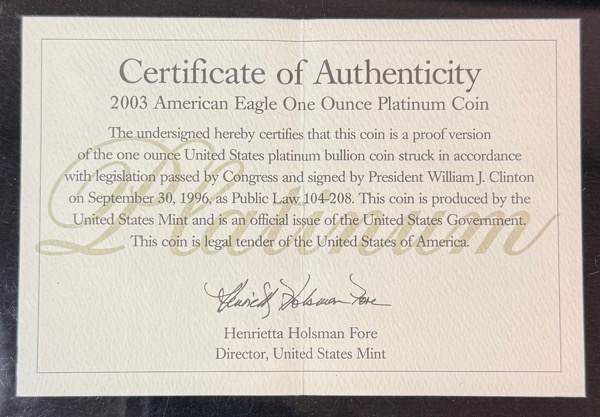 Certificate of Authenticity
2003 American Eagle One Ounce Platinum Coin
The undersigned hereby certifies that this coin is a proof version
of the one ounce United States platinum bullion coin struck in accordance
with legislation passed by Congress and signed by President William J. Clinton
on September 30, 1996, as Public Law 104-208. This coin is produced by the
United States Mint and is an official issue of the United States Government.
This coin is legal tender of the United States of America.
Platinum
Henrietta Holsman Fore
Henrietta Holsman Fore
Director, United States Mint